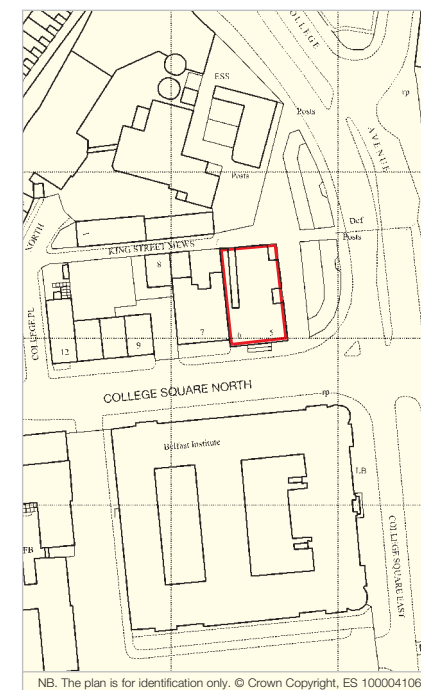 COLLEGE
ESS
rp
Posts
AVENUE
Posts
Def
Posts
NORTH
KING STREET MEWS
8
COLLEGE PL
12
9
7
6
5
COLLEGE SQUARE NORTH
rp
Belfast Institute
LB
FB
COLLEGE SQUARE EAST
NB. The plan is for identification only. © Crown Copyright, ES 100004106